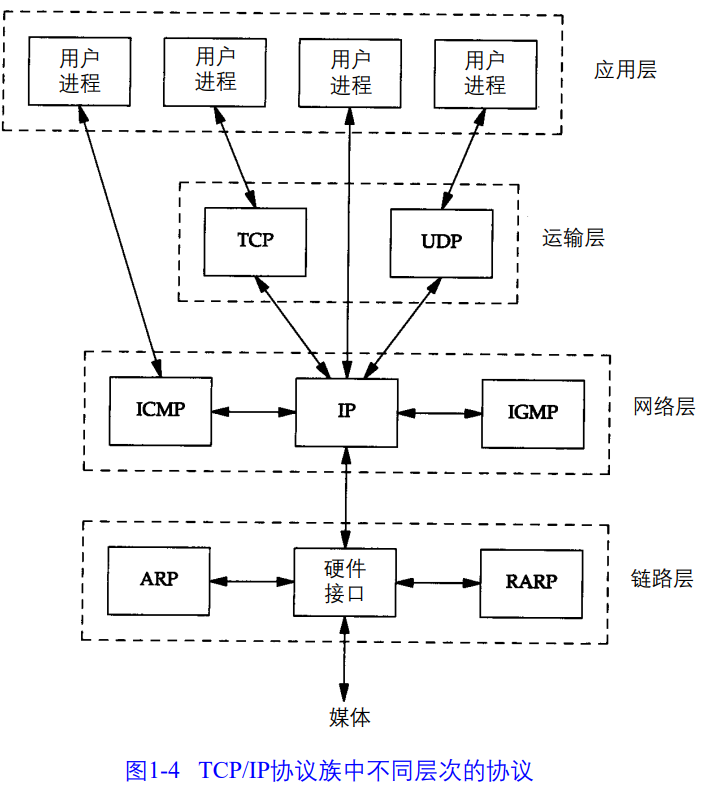 用户
进程
用户
进程
用户
进程
用户
进程
应用层
TCP
UDP
运输层
ICMP
IP
IGMP
网络层
ARP
硬件
接口
RARP
链路层
媒体
图1-4 TCP/IP协议族中不同层次的协议